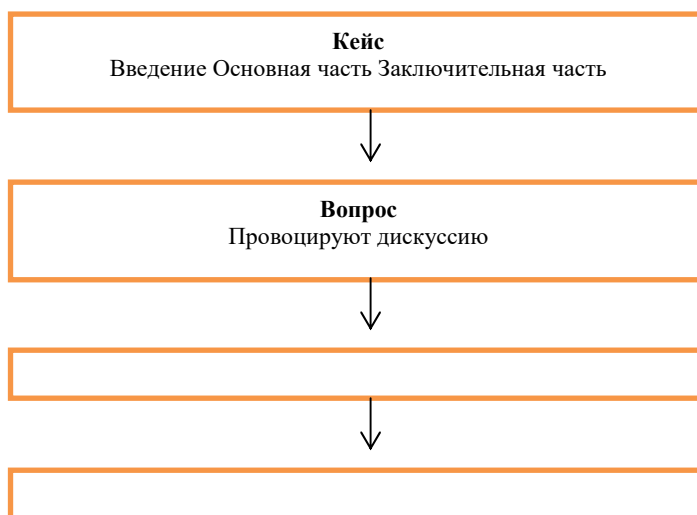 Кейс
Введение Основная часть Заключительная часть
Вопрос
Провоцируют дискуссию